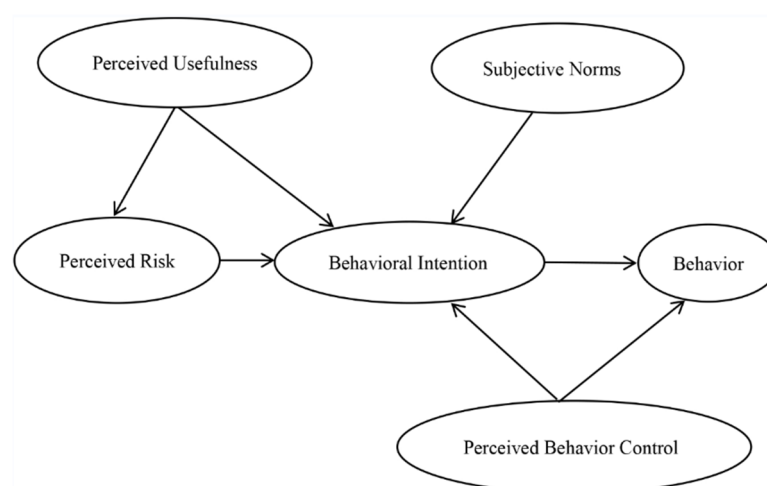 Perceived Usefulness
Subjective Norms
Perceived Risk
Behavioral Intention
Behavior
Perceived Behavior Control